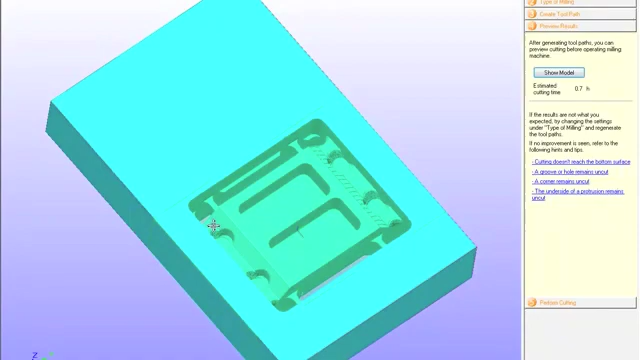 Type of Milling
Create Tool Path
Preview Results
After generating tool paths, you can
preview cutting before operating milling
machine.
Show Model
Estimated
cutting time
0.7 h
If the results are not what you
expected, try changing the settings
under "Type of Milling" and regenerate
the tool paths.
If no improvement is seen, refer to the
following hints and tips.
- Cutting doesn't reach the bottom surface
- A groove or hole remains uncut
- A corner remains uncut
- The underside of a protrusion remains
uncut
Perform Cutting
Z